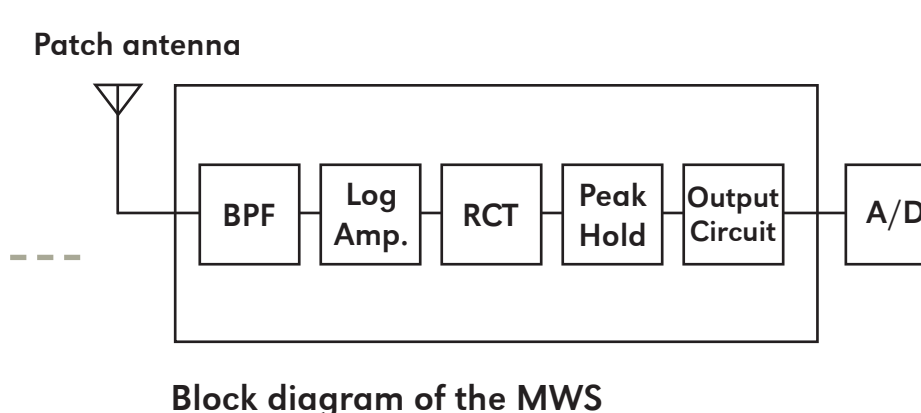 Patch antenna
BPF
Log
Amp.
RCT
Peak
Hold
Output
Circuit
A/D
Block diagram of the MWS